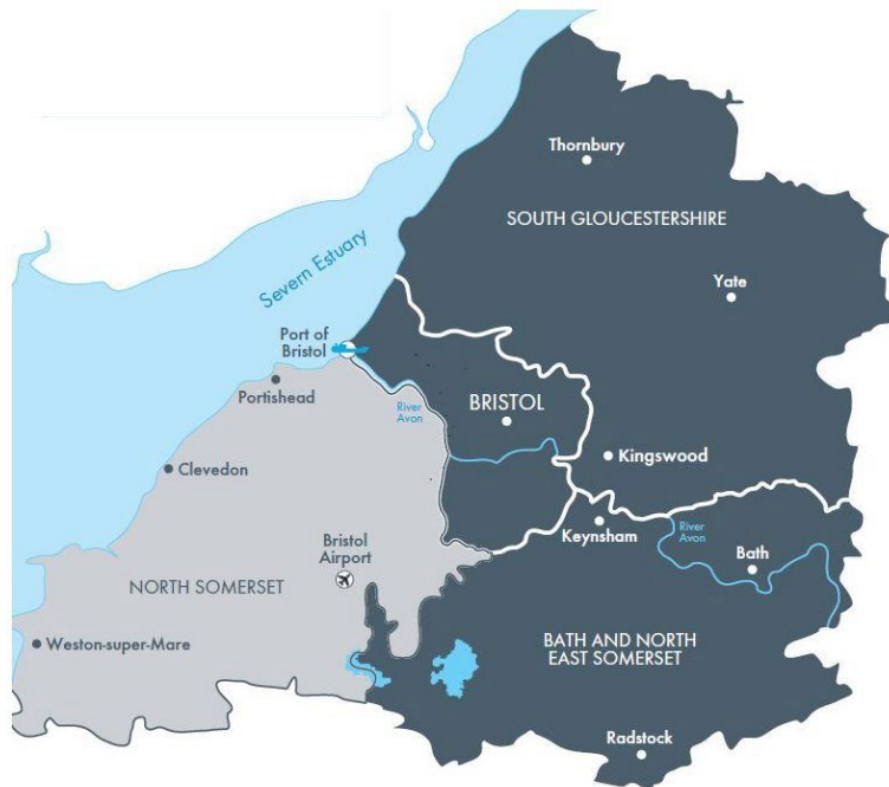 Thornbury
SOUTH GLOUCESTERSHIRE
Severn Estuary
Yate
Port of
Bristol
Portishead
River
Avon
BRISTOL
Clevedon
Kingswood
Bristol
Airport
Keynsham
River
Avon
Bath
NORTH SOMERSET
Weston-super-Mare
BATH AND NORTH
EAST SOMERSET
Radstock